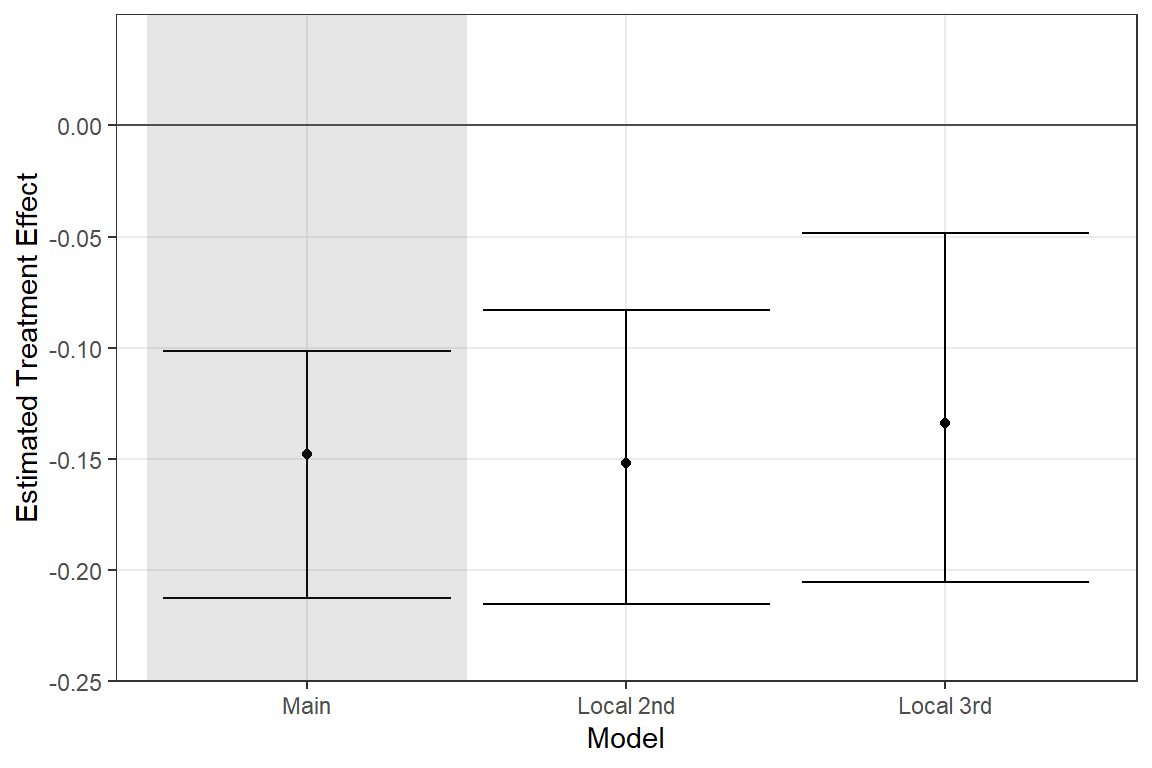 Estimated Treatment Effect
0.00
-0.05
-0.10
-0.15
-0.20
-0.25
Main Local 2nd Local 3rd
Model